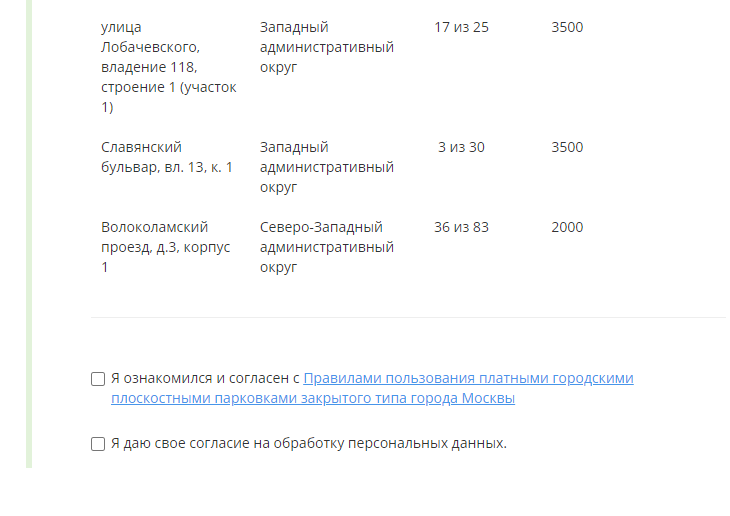 улица Западный 17 из 25 3500
Лобачевского, административный
владение 118, округ
строение 1 (участок
1)
Славянский Западный 3 из 30 3500
бульвар, вл. 13, к. 1 административный
округ
Волоколамский Северо-Западный 36 из 83 2000
проезд, д.3, корпус административный
1 округ
Я ознакомился и согласен с Правилами пользования платными городскими
плоскостными парковками закрытого типа города Москвы
Я даю свое согласие на обработку персональных данных.